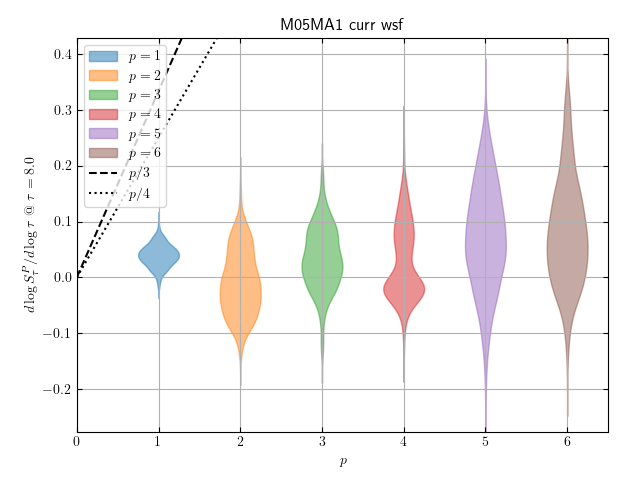 M05MA1 curr wsf
d log S_τ^P / d log τ @ τ = 8.0
0.4
0.3
0.2
0.1
0.0
−0.1
−0.2
p = 1
p = 2
p = 3
p = 4
p = 5
p = 6
p/3
p/4
0 1 2 3 4 5 6
p